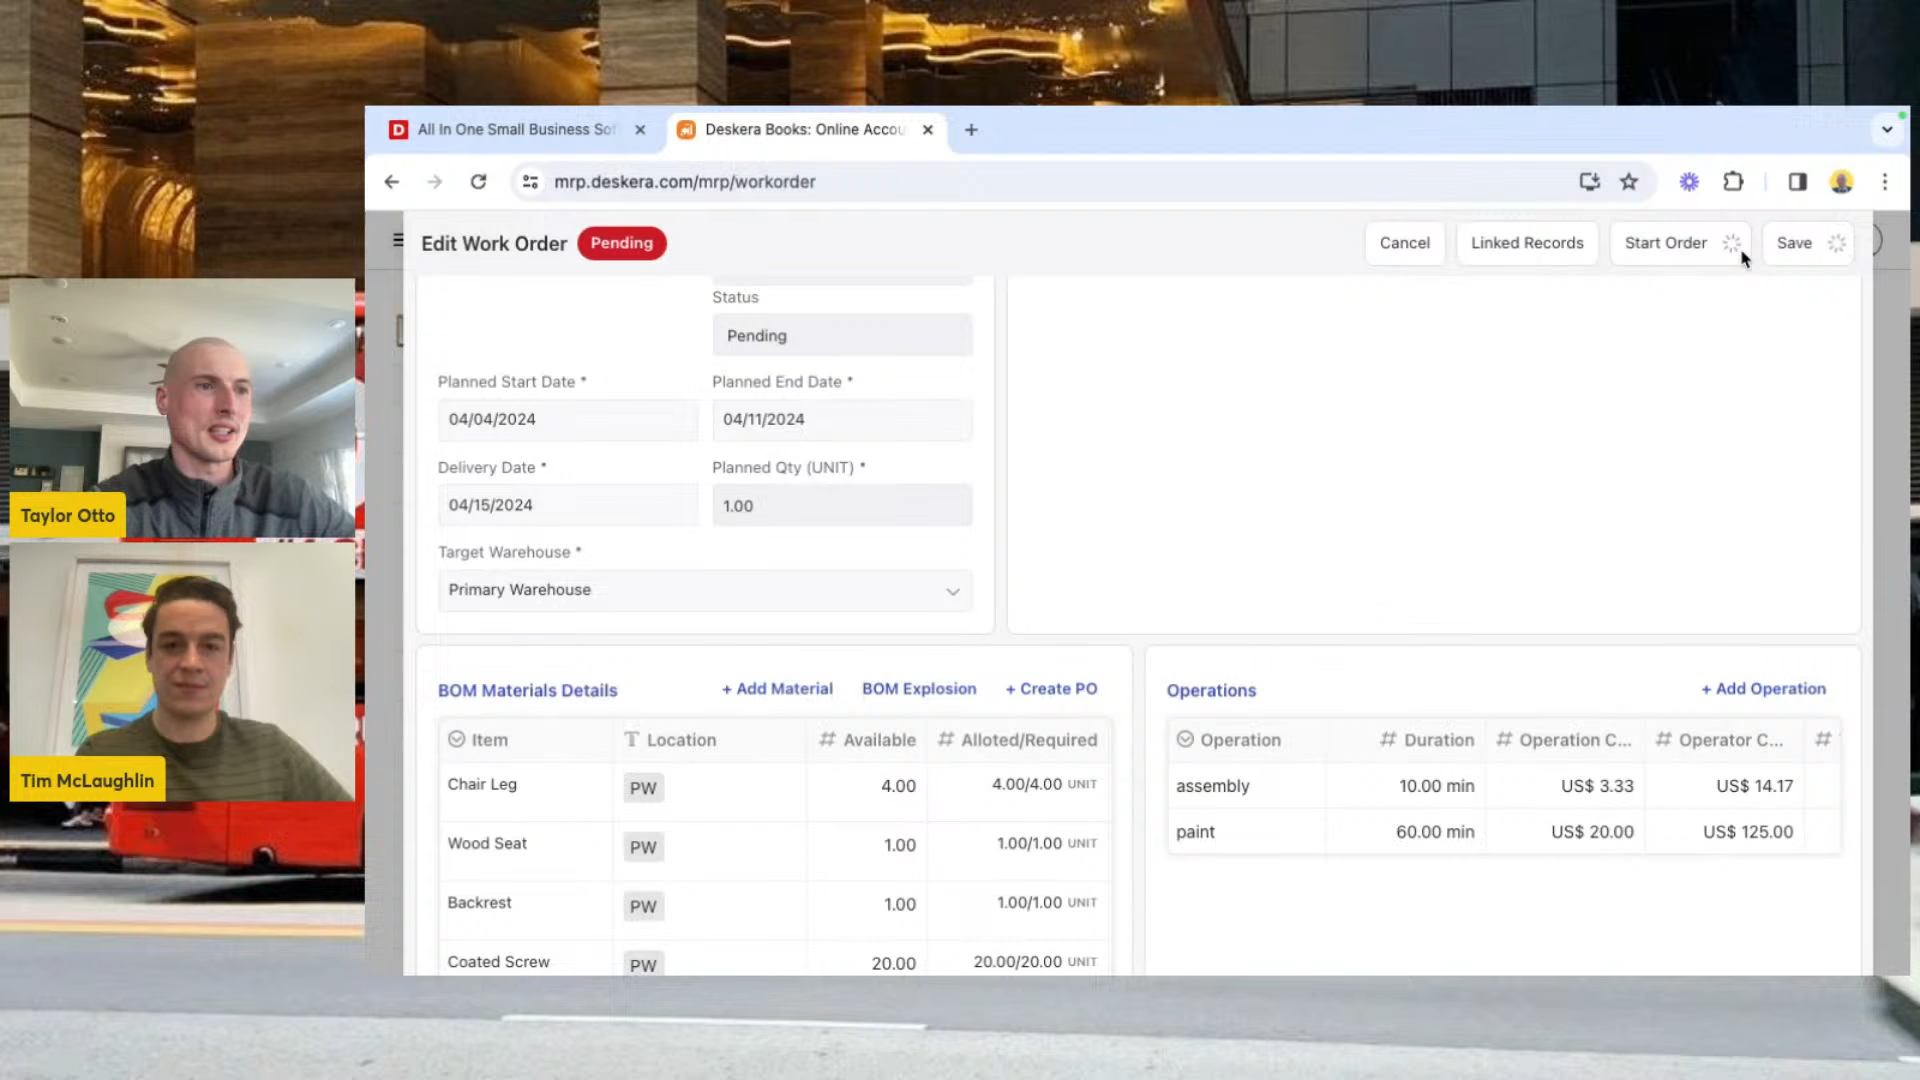 All In One Small Business Sof
Deskera Books: Online Accou
mrp.deskera.com/mrp/workorder
Edit Work Order
Pending
Cancel
Linked Records
Start Order
Save
Status
Pending
Planned Start Date *
Planned End Date *
04/04/2024
04/11/2024
Delivery Date *
Planned Qty (UNIT) *
04/15/2024
1.00
Target Warehouse *
Primary Warehouse
BOM Materials Details
+ Add Material
BOM Explosion
+ Create PO
Item
Location
# Available
# Alloted/Required
Chair Leg
PW
4.00
4.00/4.00 UNIT
Wood Seat
PW
1.00
1.00/1.00 UNIT
Backrest
PW
1.00
1.00/1.00 UNIT
Coated Screw
PW
20.00
20.00/20.00 UNIT
Operations
+ Add Operation
Operation
# Duration
# Operation C...
# Operator C...
#
assembly
10.00 min
US$ 3.33
US$ 14.17
paint
60.00 min
US$ 20.00
US$ 125.00
Taylor Otto
Tim McLaughlin